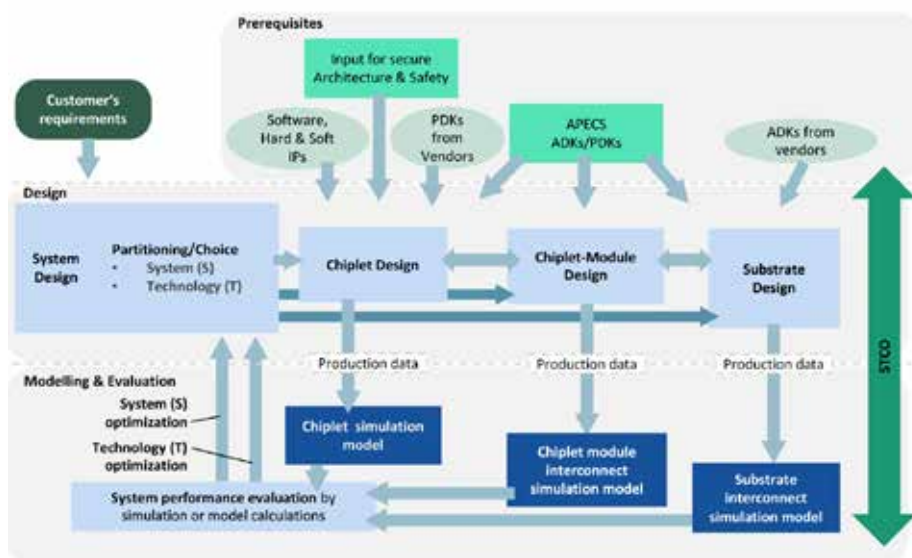 Prerequisites
Input for secure
Architecture & Safety
Customer's
requirements
Software,
Hard & Soft
IPs
PDKs
from
Vendors
APECS
ADKs/PDKs
ADKs from
vendors
Design
System
Design
Partitioning/Choice
• System (S)
• Technology (T)
Chiplet Design
Chiplet-Module
Design
Substrate
Design
STCO
Production data
Production data
Production data
Modelling & Evaluation
System (S)
optimization
Technology (T)
optimization
Chiplet simulation
model
Chiplet module
interconnect
simulation model
Substrate
interconnect
simulation model
System performance evaluation by
simulation or model calculations